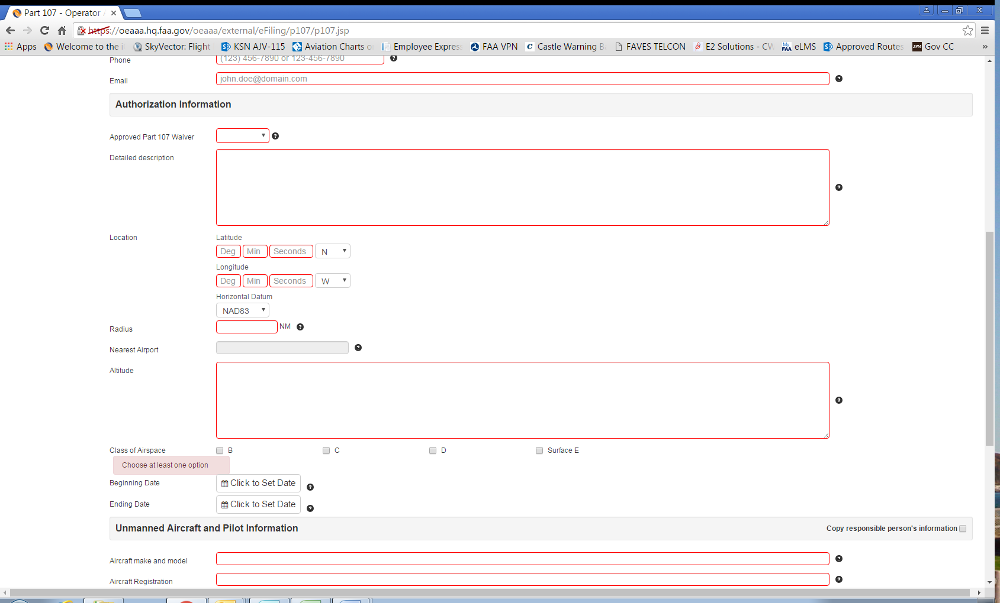 Part 107 - Operator
https://oeaaa.hq.faa.gov/oeaaa/external/eFiling/p107/p107.jsp
Apps Welcome to the SkyVector: Flight KSN AJV-115 Aviation Charts Employee Express FAA VPN Castle Warning FAVES TELCON E2 Solutions - CW My FAA eLMS Approved Routes JPM Gov CC »
Phone (123) 456-7890 or 123-456-7890
Email john.doe@domain.com
Authorization Information
Approved Part 107 Waiver
Detailed description
Location Latitude
Deg Min Seconds N
Longitude
Deg Min Seconds W
Horizontal Datum
NAD83
Radius NM
Nearest Airport
Altitude
Class of Airspace B C D Surface E
Choose at least one option
Beginning Date Click to Set Date
Ending Date Click to Set Date
Unmanned Aircraft and Pilot Information Copy responsible person's information
Aircraft make and model
Aircraft Registration